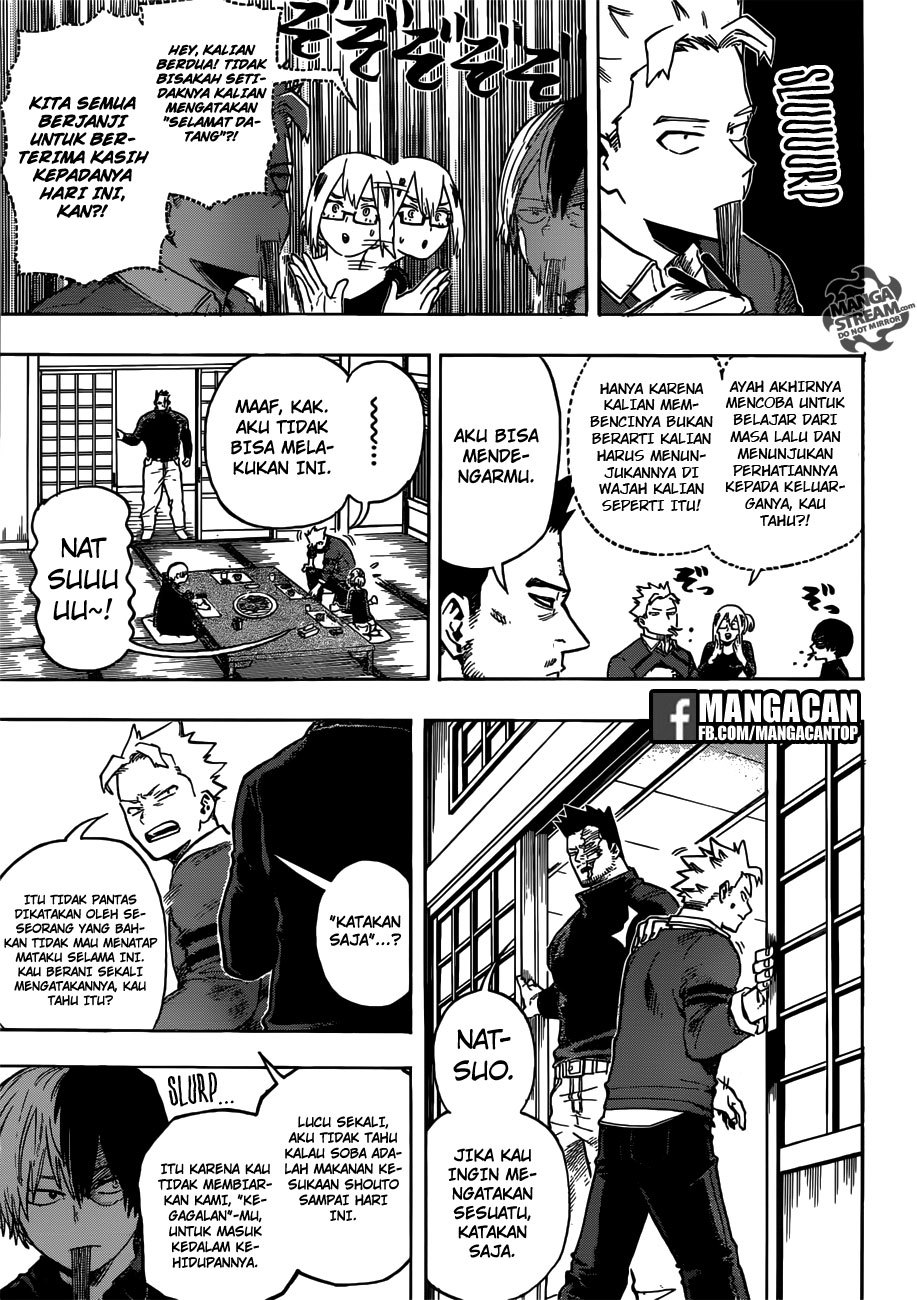 SLUUUURP
HEY, KALIAN
BERDUA! TIDAK
BISAKAH SETI-
DAKNYA KALIAN
MENGATAKAN
"SELAMAT DA-
TANG"?!
KITA SEMUA
BERJANJI
UNTUK BER-
TERIMA KASIH
KEPADANYA
HARI INI,
KAN?!
ズズズズズ
MANGA
STREAM.com
DO NOT MIRROR
AYAH AKHIRNYA
MENCOBA UNTUK
BELAJAR DARI
MASA LALU DAN
MENUNJUKAN
PERHATIANNYA
KEPADA KELUAR-
GANYA, KAU
TAHU?!
HANYA KARENA
KALIAN MEM-
BENCINYA BUKAN
BERARTI KALIAN
HARUS MENUN-
JUKANNYA DI
WAJAH KALIAN
SEPERTI ITU!
AKU BISA
MENDE-
NGARMU.
MAAF, KAK.
AKU TIDAK
BISA MELA-
KUKAN INI.
NAT
SUUU
UU~!
MANGACAN
FB.COM/MANGACANTOP
NAT-
SUO.
JIKA KAU
INGIN ME-
NGATAKAN
SESUATU,
KATAKAN
SAJA.
"KATAKAN
SAJA"...?
ITU TIDAK PANTAS
DIKATAKAN OLEH SE-
SEORANG YANG BAH-
KAN TIDAK MAU MENATAP
MATAKU SELAMA INI.
KAU BERANI SEKALI
MENGATAKANNYA, KAU
TAHU ITU?
LUCU SEKALI,
AKU TIDAK TAHU
KALAU SOBA ADA-
LAH MAKANAN KE-
SUKAAN SHOUTO
SAMPAI HARI
INI.
ITU KARENA KAU
TIDAK MEMBIAR-
KAN KAMI, "KE-
GAGALAN"-MU,
UNTUK MASUK
KEDALAM KE-
HIDUPANNYA.
SLURP...